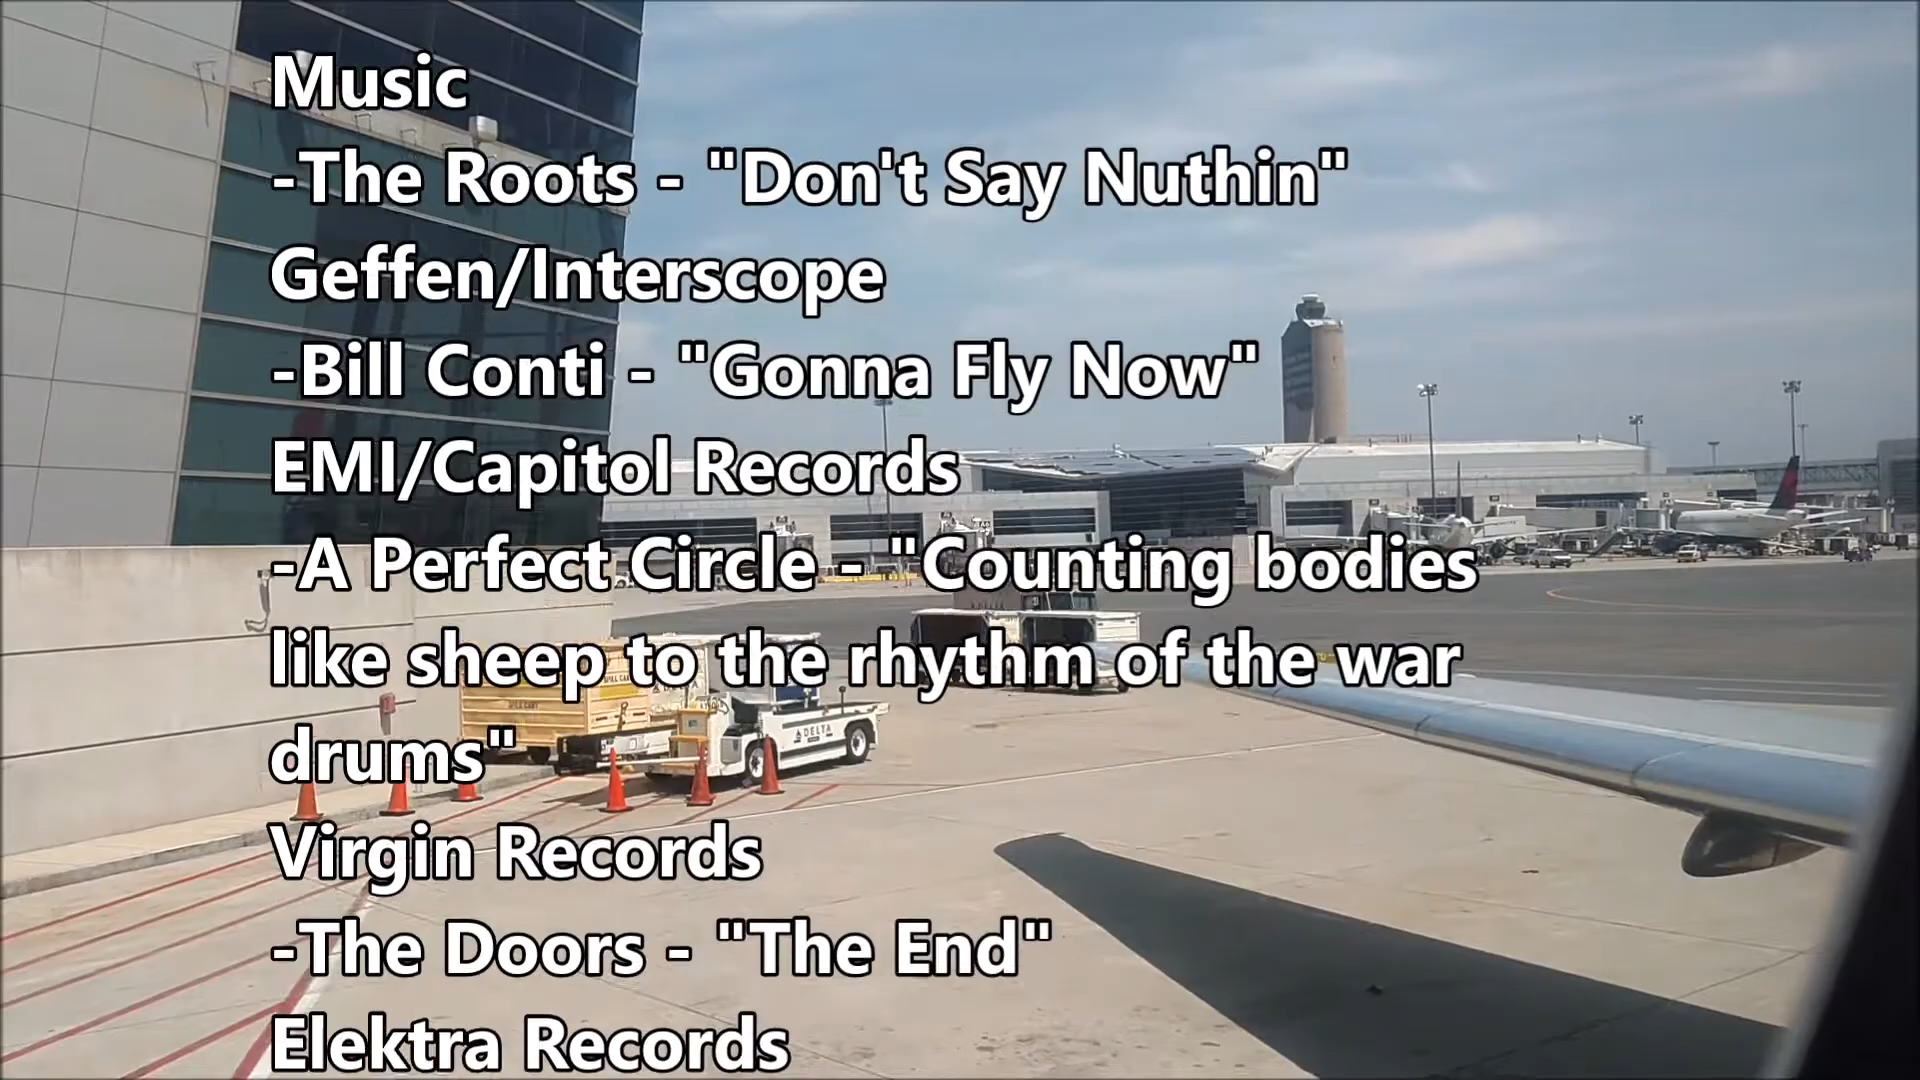 Music
-The Roots - "Don't Say Nuthin"
Geffen/Interscope
-Bill Conti - "Gonna Fly Now"
EMI/Capitol Records
-A Perfect Circle - "Counting bodies
like sheep to the rhythm of the war
drums"
Virgin Records
-The Doors - "The End"
Elektra Records
DELTA